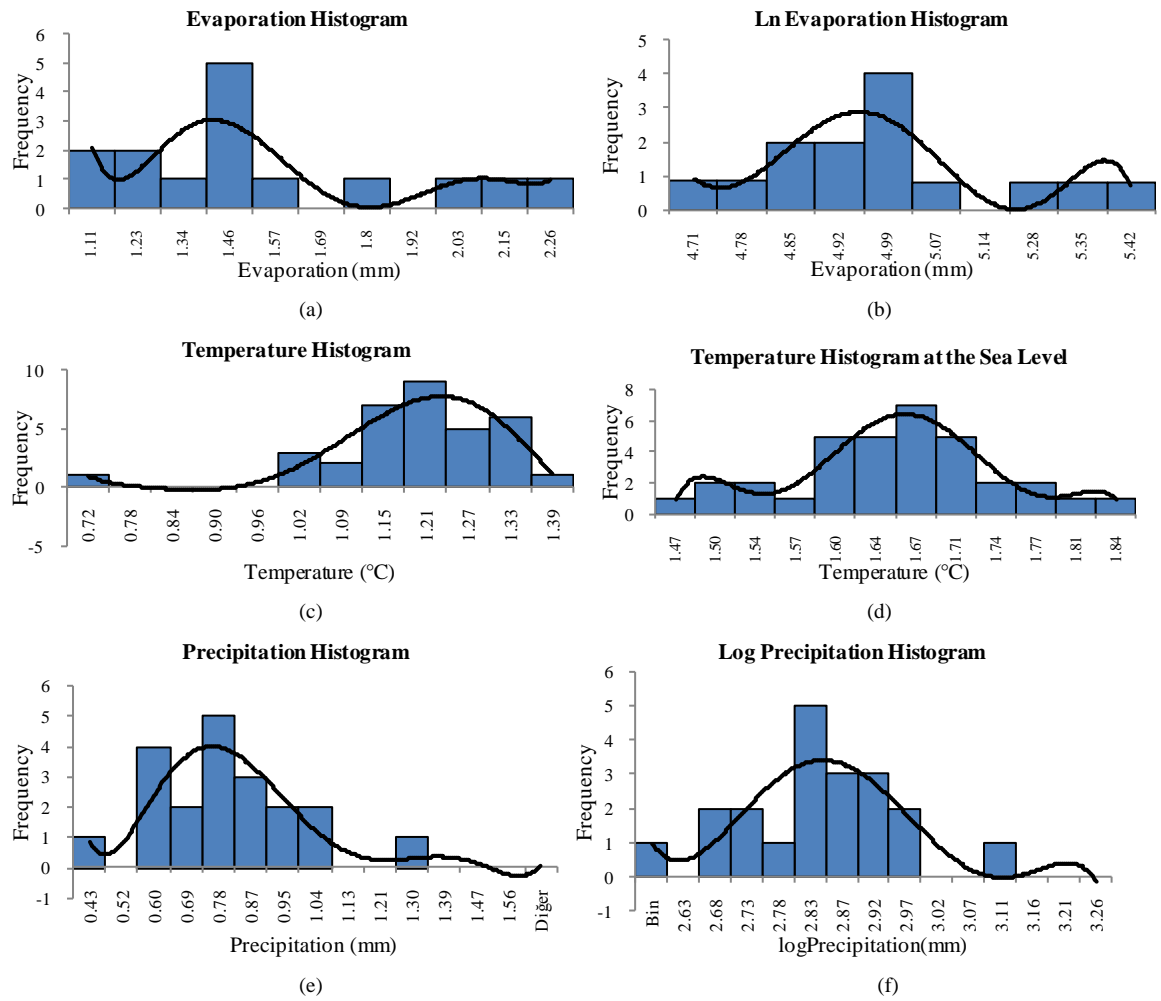 Evaporation Histogram
Frequency
6
5
4
3
2
1
0
1.11 1.23 1.34 1.46 1.57 1.69 1.8 1.92 2.03 2.15 2.26
Evaporation (mm)
(a)
Ln Evaporation Histogram
Frequency
5
4
3
2
1
0
4.71 4.78 4.85 4.92 4.99 5.07 5.14 5.28 5.35 5.42
Evaporation (mm)
(b)
Temperature Histogram
Frequency
10
5
0
-5
0.72 0.78 0.84 0.90 0.96 1.02 1.09 1.15 1.21 1.27 1.33 1.39
Temperature (°C)
(c)
Temperature Histogram at the Sea Level
Frequency
8
6
4
2
0
1.47 1.50 1.54 1.57 1.60 1.64 1.67 1.71 1.74 1.77 1.81 1.84
Temperature (°C)
(d)
Precipitation Histogram
Frequency
6
5
4
3
2
1
0
-1
0.43 0.52 0.60 0.69 0.78 0.87 0.95 1.04 1.13 1.21 1.30 1.39 1.47 1.56 Diğer
Precipitation (mm)
(e)
Log Precipitation Histogram
Frequency
6
5
4
3
2
1
0
-1
Bin 2.63 2.68 2.73 2.78 2.83 2.87 2.92 2.97 3.02 3.07 3.11 3.16 3.21 3.26
logPrecipitation(mm)
(f)